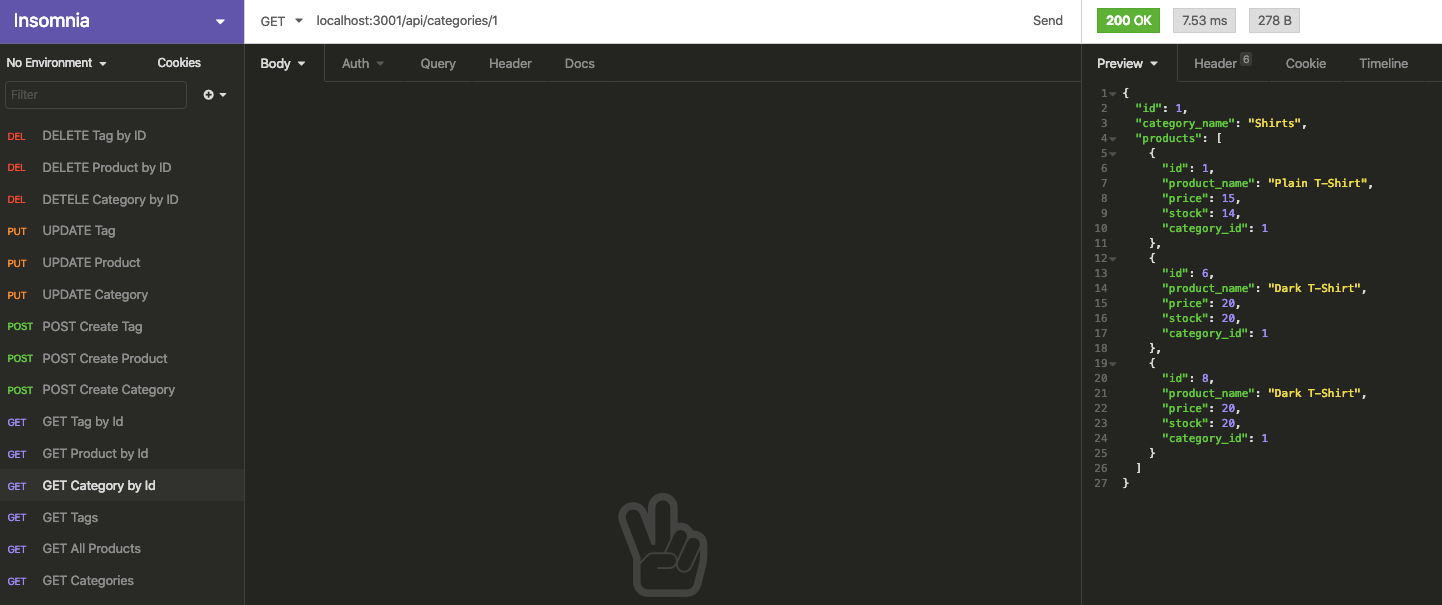 Insomnia
GET localhost:3001/api/categories/1 Send
200 OK 7.53 ms 278 B
No Environment Cookies
Body Auth Query Header Docs
Preview Header 6 Cookie Timeline
Filter
DEL DELETE Tag by ID
DEL DELETE Product by ID
DEL DETELE Category by ID
PUT UPDATE Tag
PUT UPDATE Product
PUT UPDATE Category
POST POST Create Tag
POST POST Create Product
POST POST Create Category
GET GET Tag by Id
GET GET Product by Id
GET GET Category by Id
GET GET Tags
GET GET All Products
GET GET Categories
1 {
2 "id": 1,
3 "category_name": "Shirts",
4 "products": [
5 {
6 "id": 1,
7 "product_name": "Plain T-Shirt",
8 "price": 15,
9 "stock": 14,
10 "category_id": 1
11 },
12 {
13 "id": 6,
14 "product_name": "Dark T-Shirt",
15 "price": 20,
16 "stock": 20,
17 "category_id": 1
18 },
19 {
20 "id": 8,
21 "product_name": "Dark T-Shirt",
22 "price": 20,
23 "stock": 20,
24 "category_id": 1
25 }
26 ]
27 }